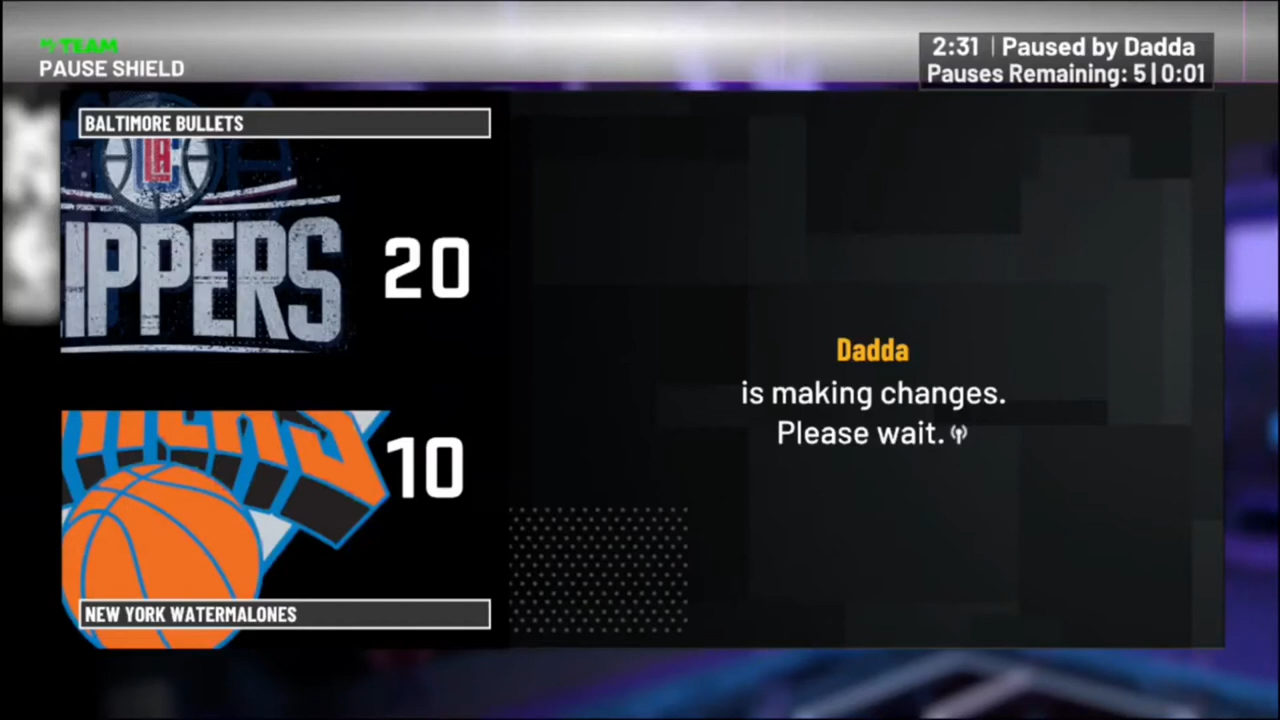 TEAM
PAUSE SHIELD
2:31 | Paused by Dadda
Pauses Remaining: 5 | 0:01
BALTIMORE BULLETS
LAC
IPPERS
20
Dadda
is making changes.
Please wait.
10
NEW YORK WATERMALONES